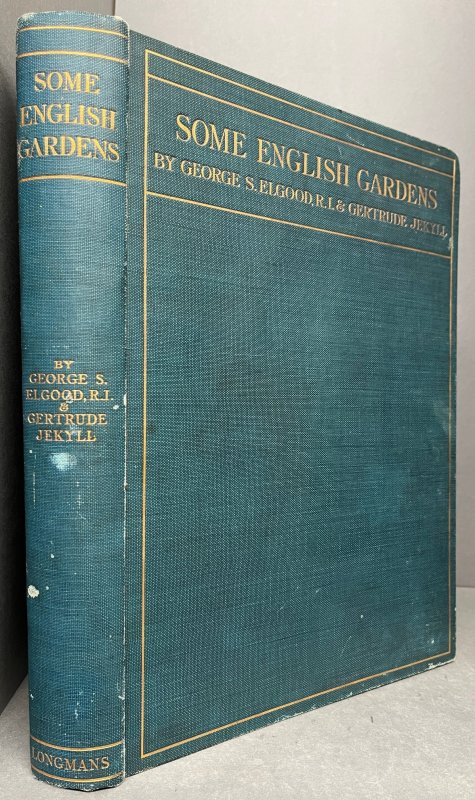 SOME
ENGLISH
GARDENS
BY
GEORGE S.
ELGOOD, R.I.
&
GERTRUDE
JEKYLL
LONGMANS
SOME ENGLISH GARDENS
BY GEORGE S. ELGOOD, R.I. & GERTRUDE JEKYLL